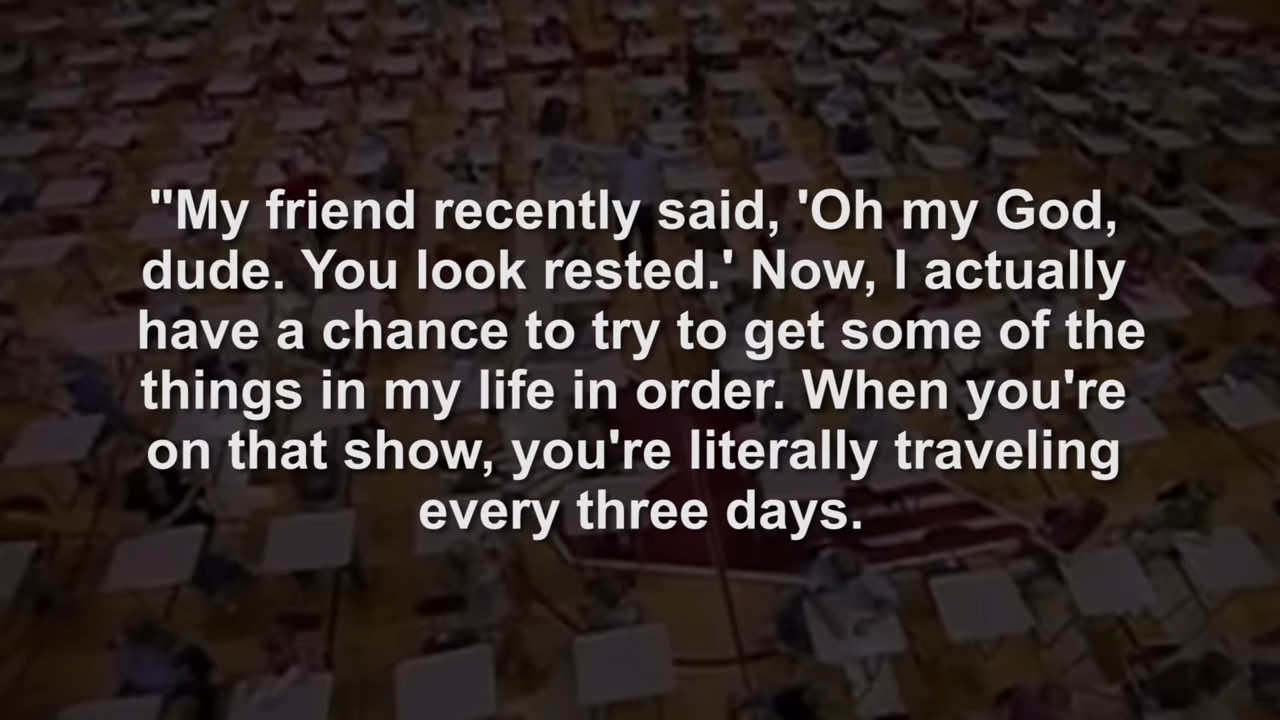 "My friend recently said, 'Oh my God,
dude. You look rested.' Now, I actually
have a chance to try to get some of the
things in my life in order. When you're
on that show, you're literally traveling
every three days.